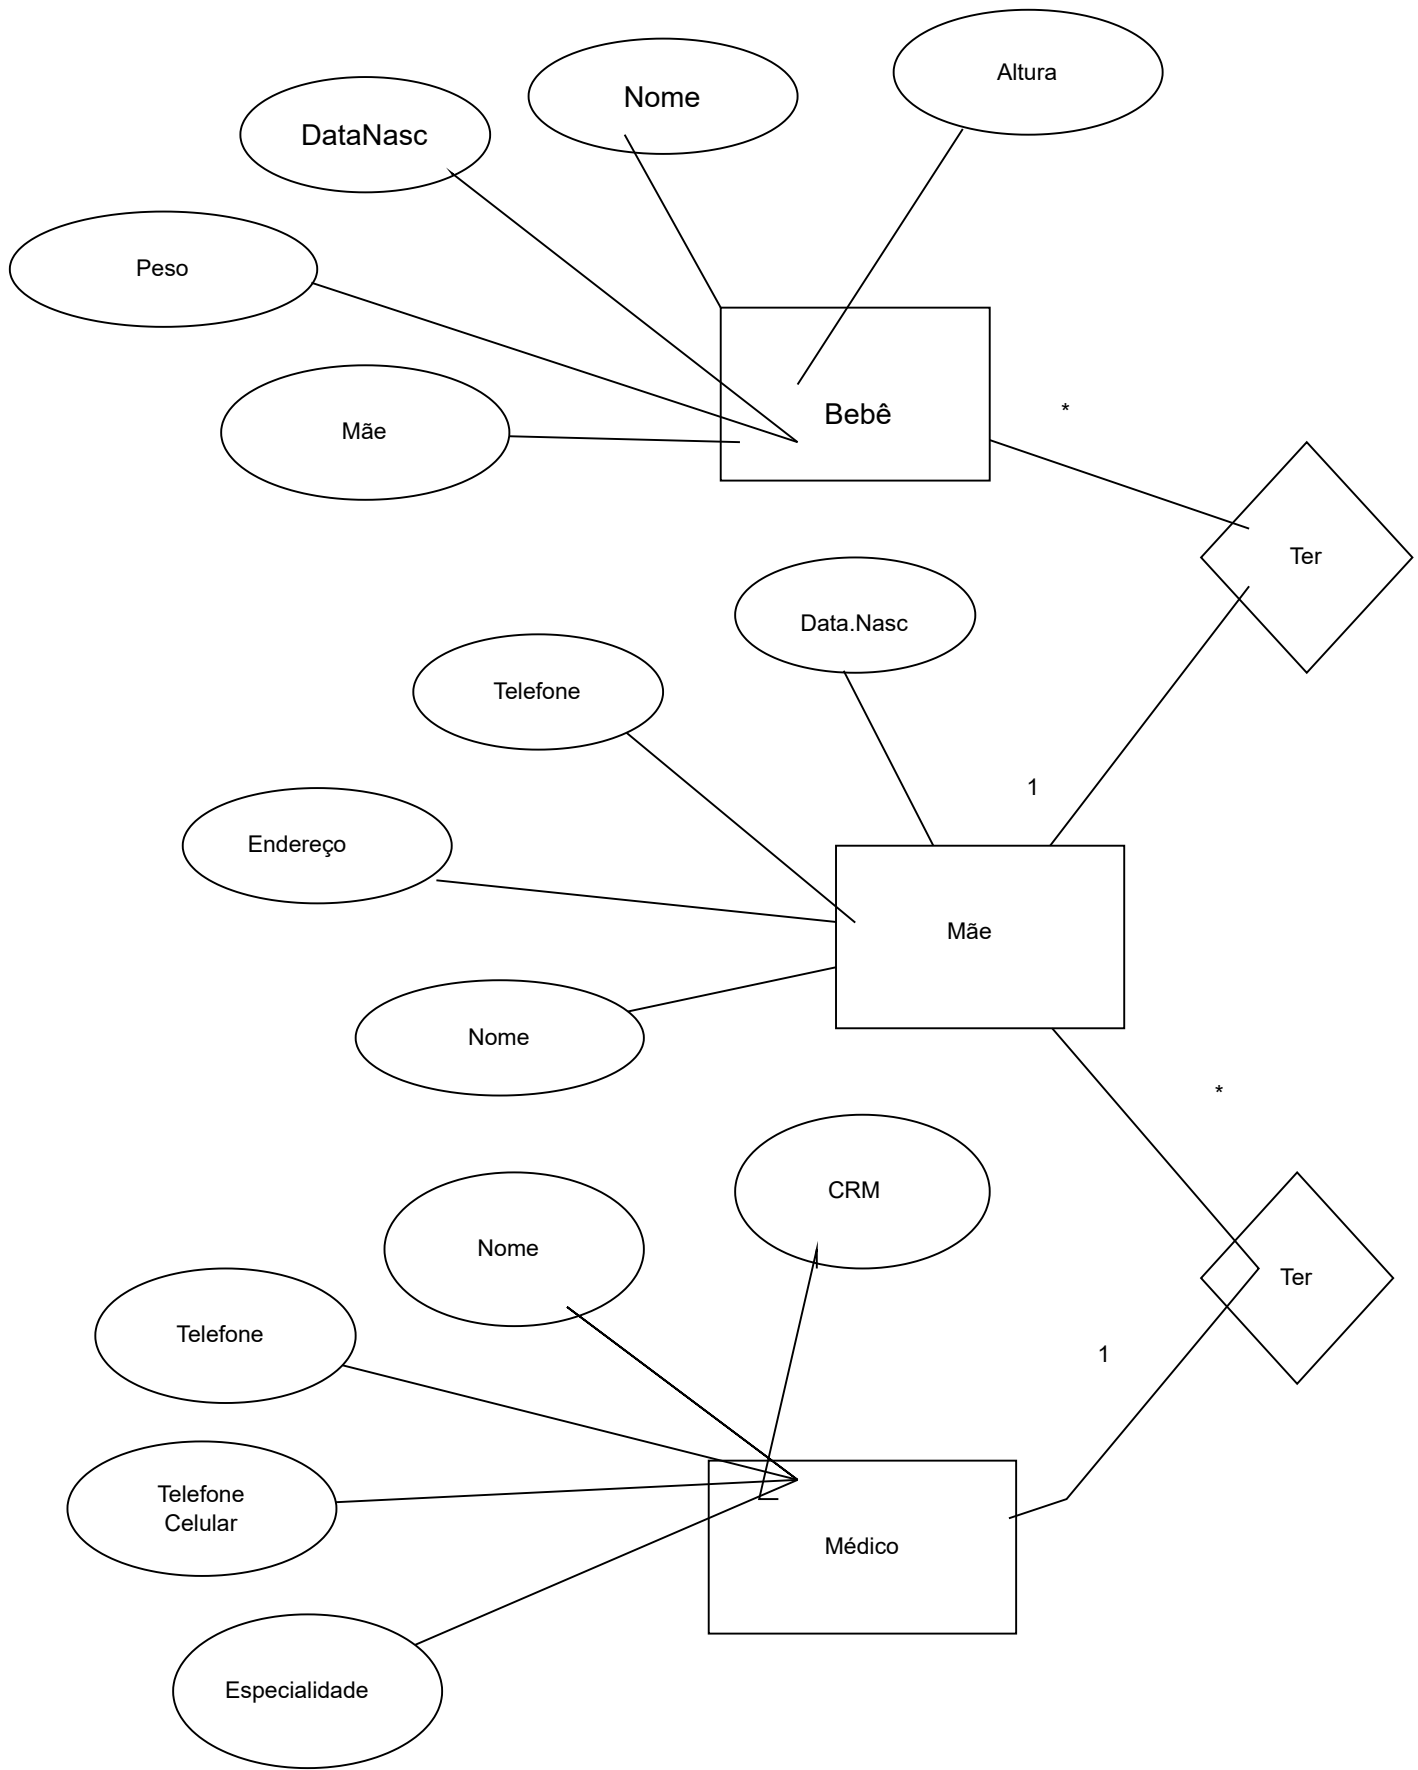 Altura
Nome
DataNasc
Peso
Mãe
Bebê
*
Ter
Data.Nasc
Telefone
1
Endereço
Mãe
Nome
*
CRM
Nome
Ter
Telefone
1
Telefone
Celular
Médico
Especialidade